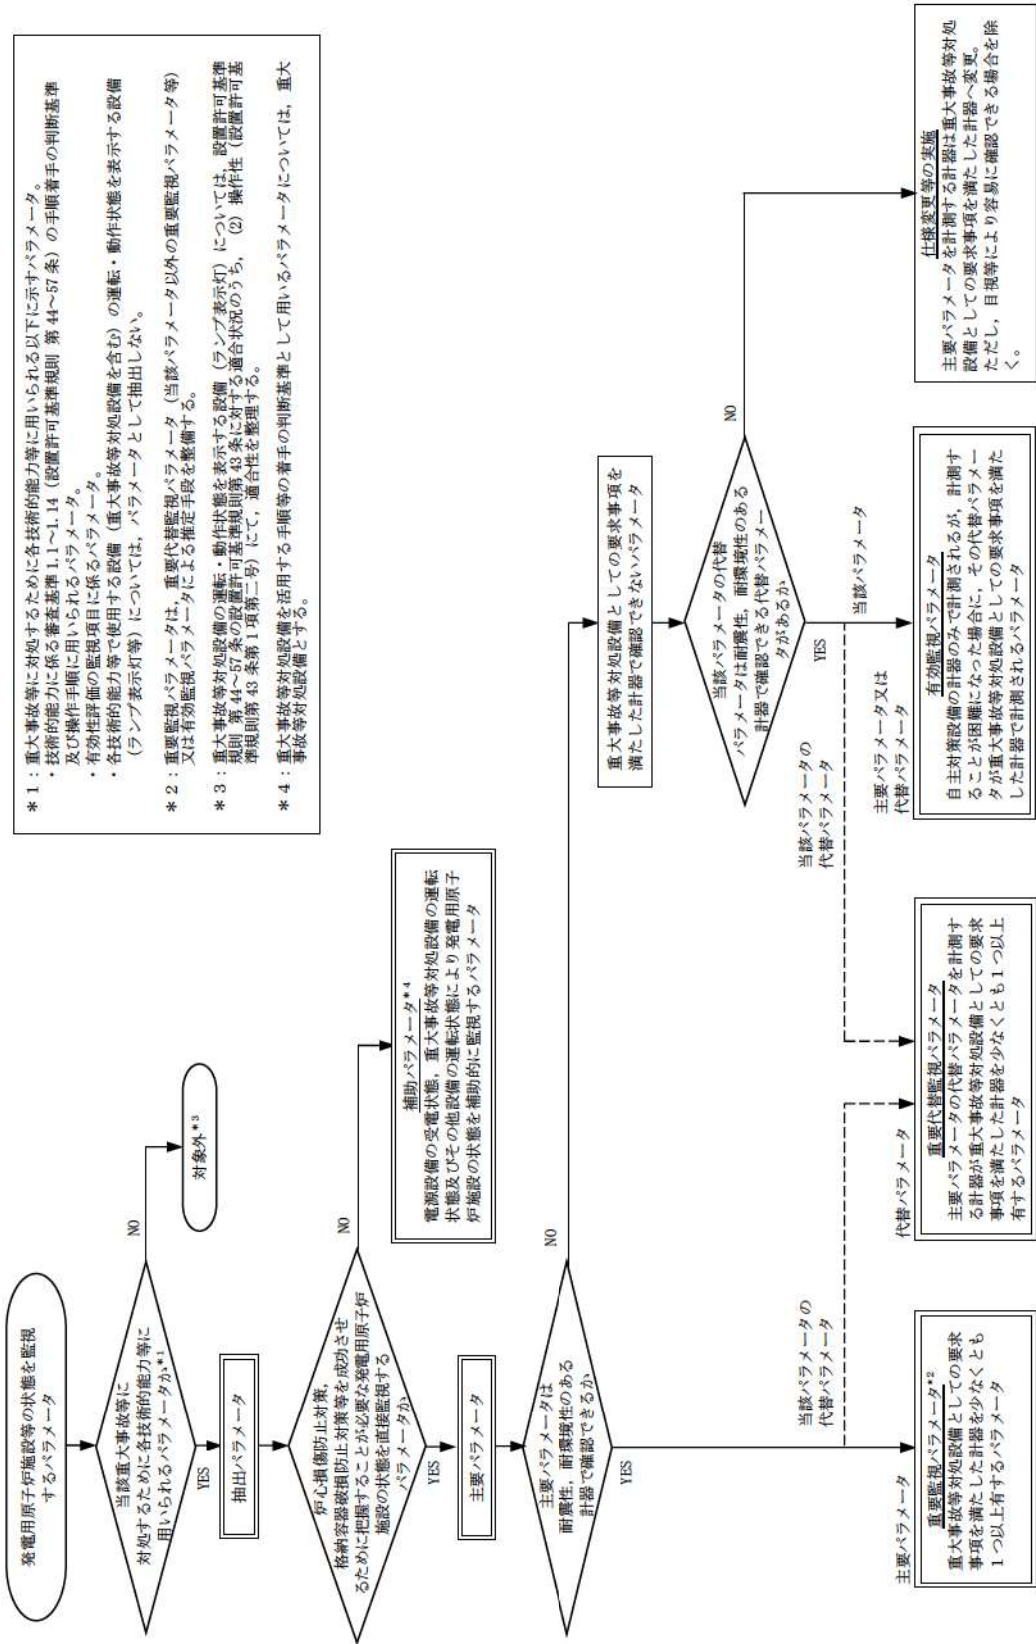 発電用原子炉施設等の状態を監視
するパラメータ
当該重大事故等に
対処するために各技術的能力等に
用いられるパラメータか*1
NO
対象外*3
YES
抽出パラメータ
炉心損傷防止対策,
格納容器破損防止対策等を成功させ
るために把握することが必要な発電用原子炉
施設の状態を直接監視する
パラメータか
NO
補助パラメータ*4
電源設備の受電状態,重大事故等対処設備の運転
状態及びその他設備の運転状態により発電用原子
炉施設の状態を補助的に監視するパラメータ
YES
主要パラメータ
主要パラメータは
耐震性,耐環境性のある
計器で確認できるか
NO
YES
重大事故等対処設備としての要求事項を
満たした計器で確認できないパラメータ
当該パラメータの代替
パラメータは耐震性,耐環境性のある
計器で確認できる代替パラメー
タがあるか
NO
YES
当該パラメータの
代替パラメータ
当該パラメータの
代替パラメータ
当該パラメータ
主要パラメータ
重要監視パラメータ*2
重大事故等対処設備としての要求
事項を満たした計器を少なくとも
1つ以上有するパラメータ
代替パラメータ
重要代替監視パラメータ
主要パラメータの代替パラメータを計測す
る計器が重大事故等対処設備としての要求
事項を満たした計器を少なくとも1つ以上
有するパラメータ
主要パラメータ又は
代替パラメータ
有効監視パラメータ
自主対策設備の計器のみで計測されるが,計測す
ることが困難になった場合に,その代替パラメー
タが重大事故等対処設備としての要求事項を満た
した計器で計測されるパラメータ
仕様変更等の実施
主要パラメータを計測する計器は重大事故等対処
設備としての要求事項を満たした計器へ変更。
ただし,目視等により容易に確認できる場合を除
く。
*1:重大事故等に対処するために各技術的能力等に用いられる以下に示すパラメータ。
・技術的能力に係る審査基準1.1~1.14(設置許可基準規則 第44~57条)の手順着手の判断基準
及び操作手順に用いられるパラメータ。
・有効性評価の監視項目に係るパラメータ。
・各技術的能力等で使用する設備(重大事故等対処設備を含む)の運転・動作状態を表示する設備
(ランプ表示灯等)については,パラメータとして抽出しない。
*2:重要監視パラメータは,重要代替監視パラメータ(当該パラメータ以外の重要監視パラメータ等)
又は有効監視パラメータによる推定手段を整備する。
*3:重大事故等対処設備の運転・動作状態を表示する設備(ランプ表示灯)については,設置許可基準
規則 第44~57条の設置許可基準規則第43条に対する適合状況のうち,(2) 操作性(設置許可基
準規則第43条第1項第二号)にて,適合性を整理する。
*4:重大事故等対処設備を活用する手順等の着手の判断基準として用いるパラメータについては,重大
事故等対処設備とする。